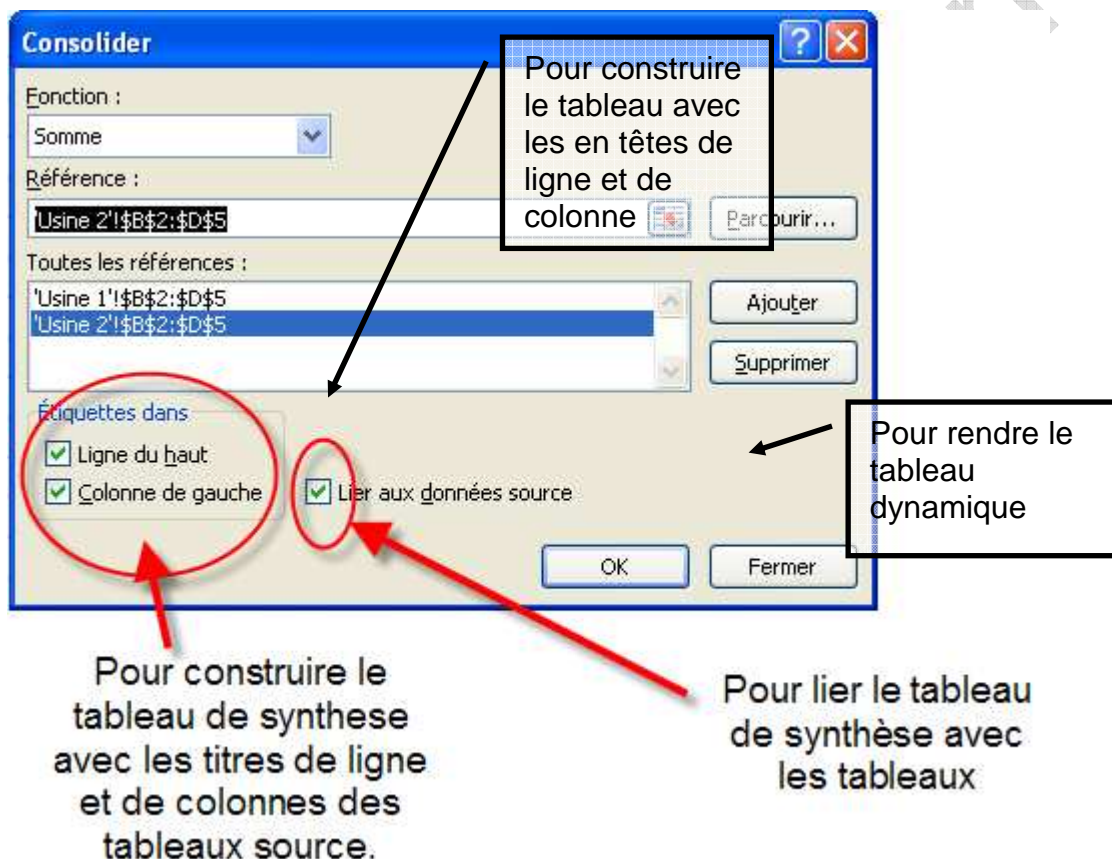 Consolider
Pour construire
le tableau avec
les en têtes de
ligne et de
colonne
Fonction :
Somme
Référence :
'Usine 2'!$B$2:$D$5
Parcourir...
Toutes les références :
'Usine 1'!$B$2:$D$5
'Usine 2'!$B$2:$D$5
Ajouter
Supprimer
Étiquettes dans
Ligne du haut
Colonne de gauche
Lier aux données source
Pour rendre le
tableau
dynamique
OK
Fermer
Pour construire le
tableau de synthese
avec les titres de ligne
et de colonnes des
tableaux source.
Pour lier le tableau
de synthèse avec
les tableaux